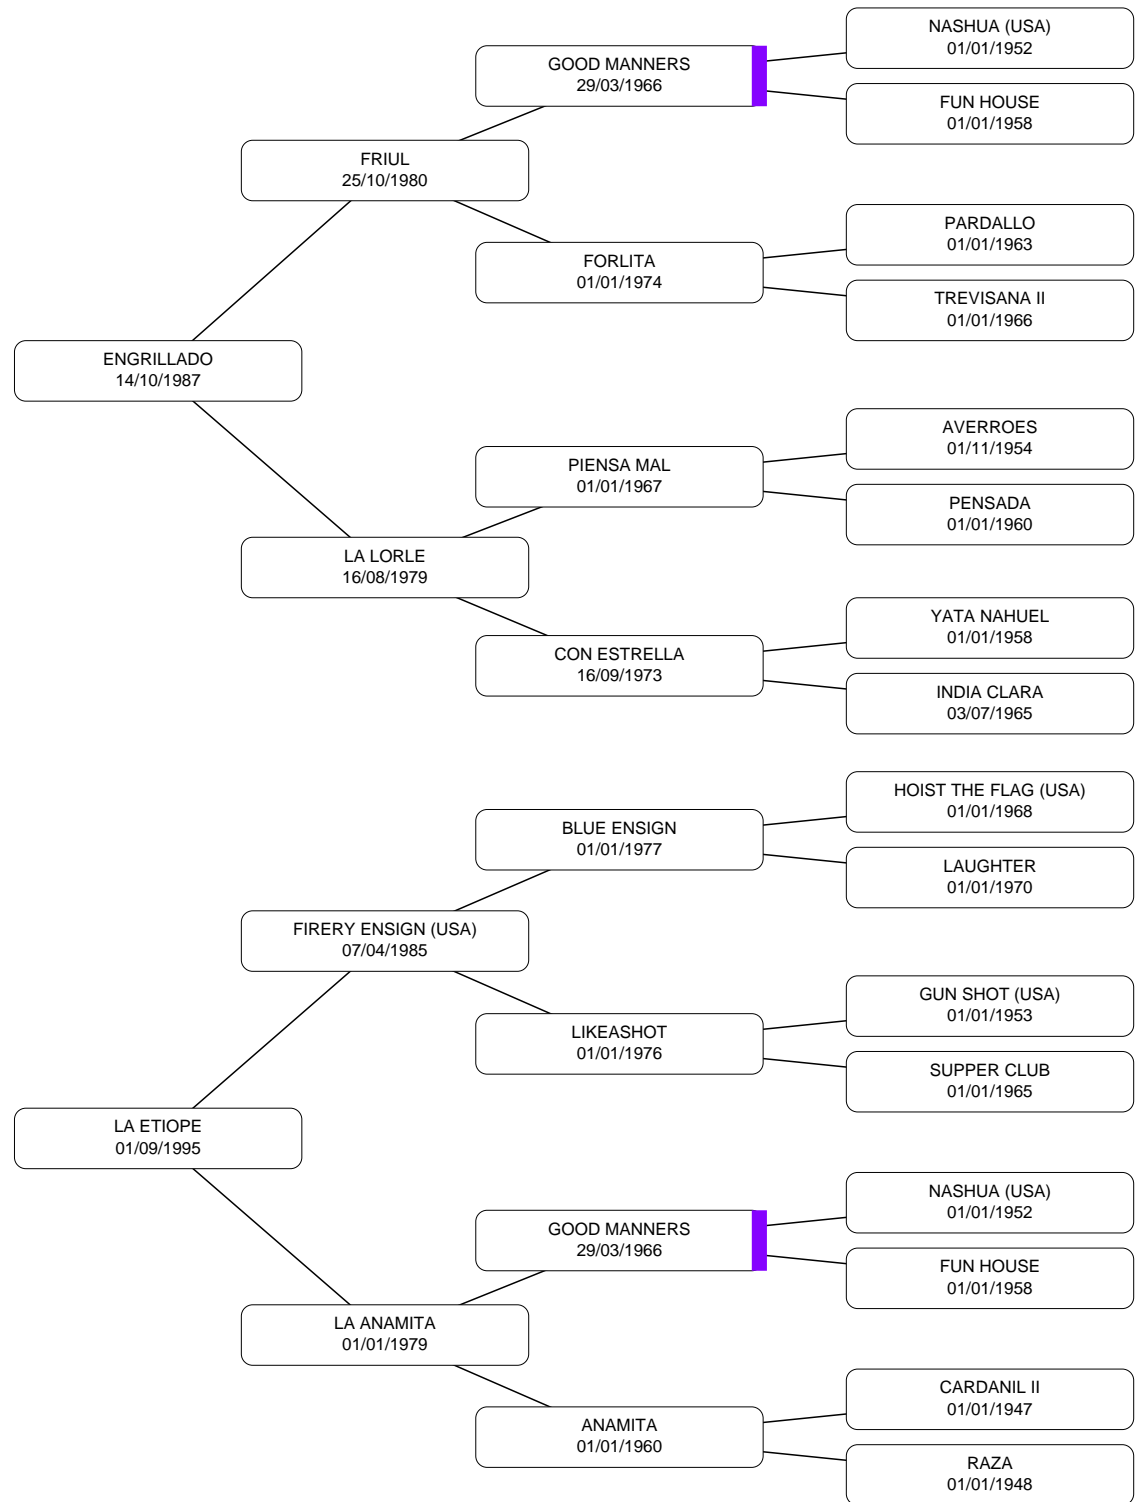 NASHUA (USA)
01/01/1952
GOOD MANNERS
29/03/1966
FUN HOUSE
01/01/1958
FRIUL
25/10/1980
PARDALLO
01/01/1963
FORLITA
01/01/1974
TREVISANA II
01/01/1966
ENGRILLADO
14/10/1987
AVERROES
01/11/1954
PIENSA MAL
01/01/1967
PENSADA
01/01/1960
LA LORLE
16/08/1979
YATA NAHUEL
01/01/1958
CON ESTRELLA
16/09/1973
INDIA CLARA
03/07/1965
HOIST THE FLAG (USA)
01/01/1968
BLUE ENSIGN
01/01/1977
LAUGHTER
01/01/1970
FIRERY ENSIGN (USA)
07/04/1985
GUN SHOT (USA)
01/01/1953
LIKEASHOT
01/01/1976
SUPPER CLUB
01/01/1965
LA ETIOPE
01/09/1995
NASHUA (USA)
01/01/1952
GOOD MANNERS
29/03/1966
FUN HOUSE
01/01/1958
LA ANAMITA
01/01/1979
CARDANIL II
01/01/1947
ANAMITA
01/01/1960
RAZA
01/01/1948